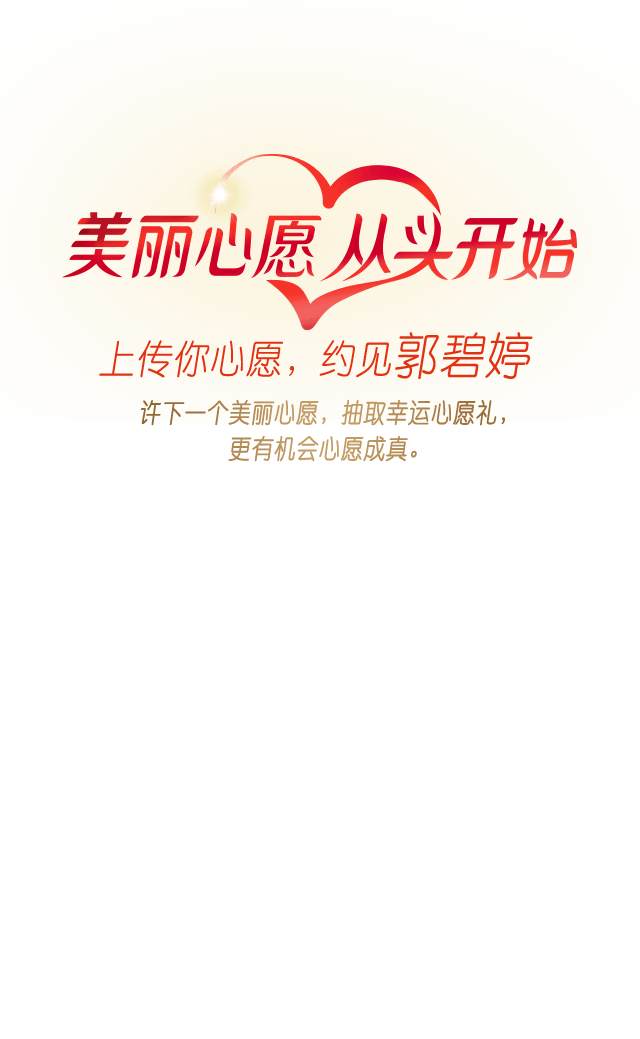 美丽心愿 从头开始
上传你心愿，约见郭碧婷
许下一个美丽心愿，抽取幸运心愿礼，
更有机会心愿成真。